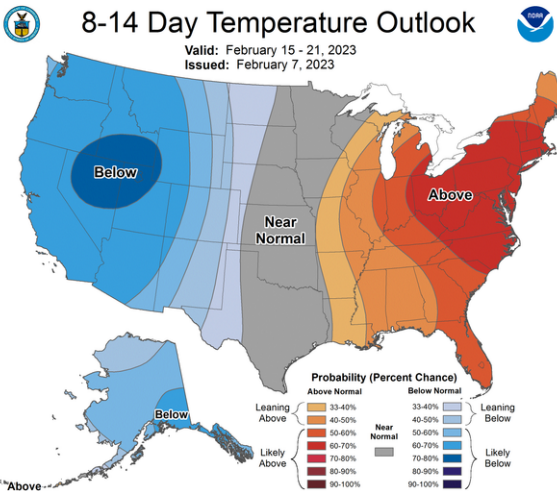 8-14 Day Temperature Outlook
Valid: February 15 - 21, 2023
Issued: February 7, 2023
NOAA
Below
Near
Normal
Above
Below
Above
Probability (Percent Chance)
Above Normal
Below Normal
Leaning
Above
33-40%
40-50%
Likely
Above
50-60%
60-70%
70-80%
80-90%
90-100%
Near
Normal
33-40%
40-50%
Leaning
Below
50-60%
60-70%
70-80%
80-90%
90-100%
Likely
Below